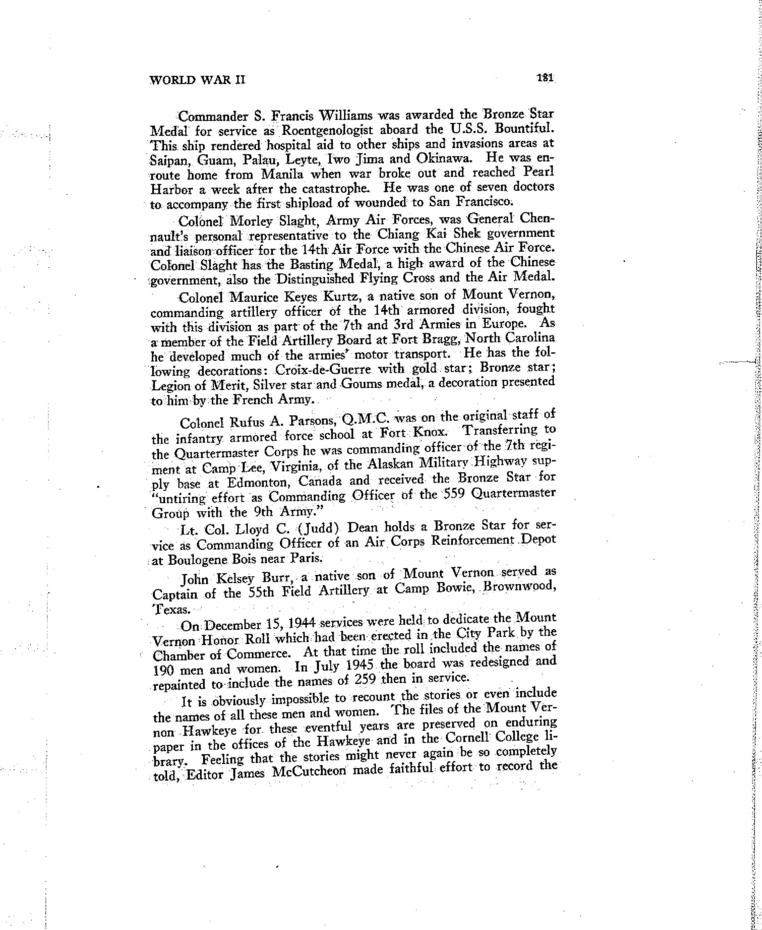 WORLD WAR II 181
Commander S. Francis Williams was awarded the Bronze Star
Medal for service as Roentgenologist aboard the U.S.S. Bountiful.
This ship rendered hospital aid to other ships and invasions areas at
Saipan, Guam, Palau, Leyte, Iwo Jima and Okinawa. He was en-
route home from Manila when war broke out and reached Pearl
Harbor a week after the catastrophe. He was one of seven doctors
to accompany the first shipload of wounded to San Francisco.
Colonel Morley Slaght, Army Air Forces, was General Chen-
nault's personal representative to the Chiang Kai Shek government
and liaison officer for the 14th Air Force with the Chinese Air Force.
Colonel Slaght has the Basting Medal, a high award of the Chinese
government, also the Distinguished Flying Cross and the Air Medal.
Colonel Maurice Keyes Kurtz, a native son of Mount Vernon,
commanding artillery officer of the 14th armored division, fought
with this division as part of the 7th and 3rd Armies in Europe. As
a member of the Field Artillery Board at Fort Bragg, North Carolina
he developed much of the armies' motor transport. He has the fol-
lowing decorations: Croix-de-Guerre with gold star; Bronze star;
Legion of Merit, Silver star and Goums medal, a decoration presented
to him by the French Army.
Colonel Rufus A. Parsons, Q.M.C. was on the original staff of
the infantry armored force school at Fort Knox. Transferring to
the Quartermaster Corps he was commanding officer of the 7th regi-
ment at Camp Lee, Virginia, of the Alaskan Military Highway sup-
ply base at Edmonton, Canada and received the Bronze Star for
"untiring effort as Commanding Officer of the 559 Quartermaster
Group with the 9th Army."
Lt. Col. Lloyd C. (Judd) Dean holds a Bronze Star for ser-
vice as Commanding Officer of an Air Corps Reinforcement Depot
at Boulogene Bois near Paris.
John Kelsey Burr, a native son of Mount Vernon served as
Captain of the 55th Field Artillery at Camp Bowie, Brownwood,
Texas.
On December 15, 1944 services were held to dedicate the Mount
Vernon Honor Roll which had been erected in the City Park by the
Chamber of Commerce. At that time the roll included the names of
190 men and women. In July 1945 the board was redesigned and
repainted to include the names of 259 then in service.
It is obviously impossible to recount the stories or even include
the names of all these men and women. The files of the Mount Ver-
non Hawkeye for these eventful years are preserved on enduring
paper in the offices of the Hawkeye and in the Cornell College li-
brary. Feeling that the stories might never again be so completely
told, Editor James McCutcheon made faithful effort to record the